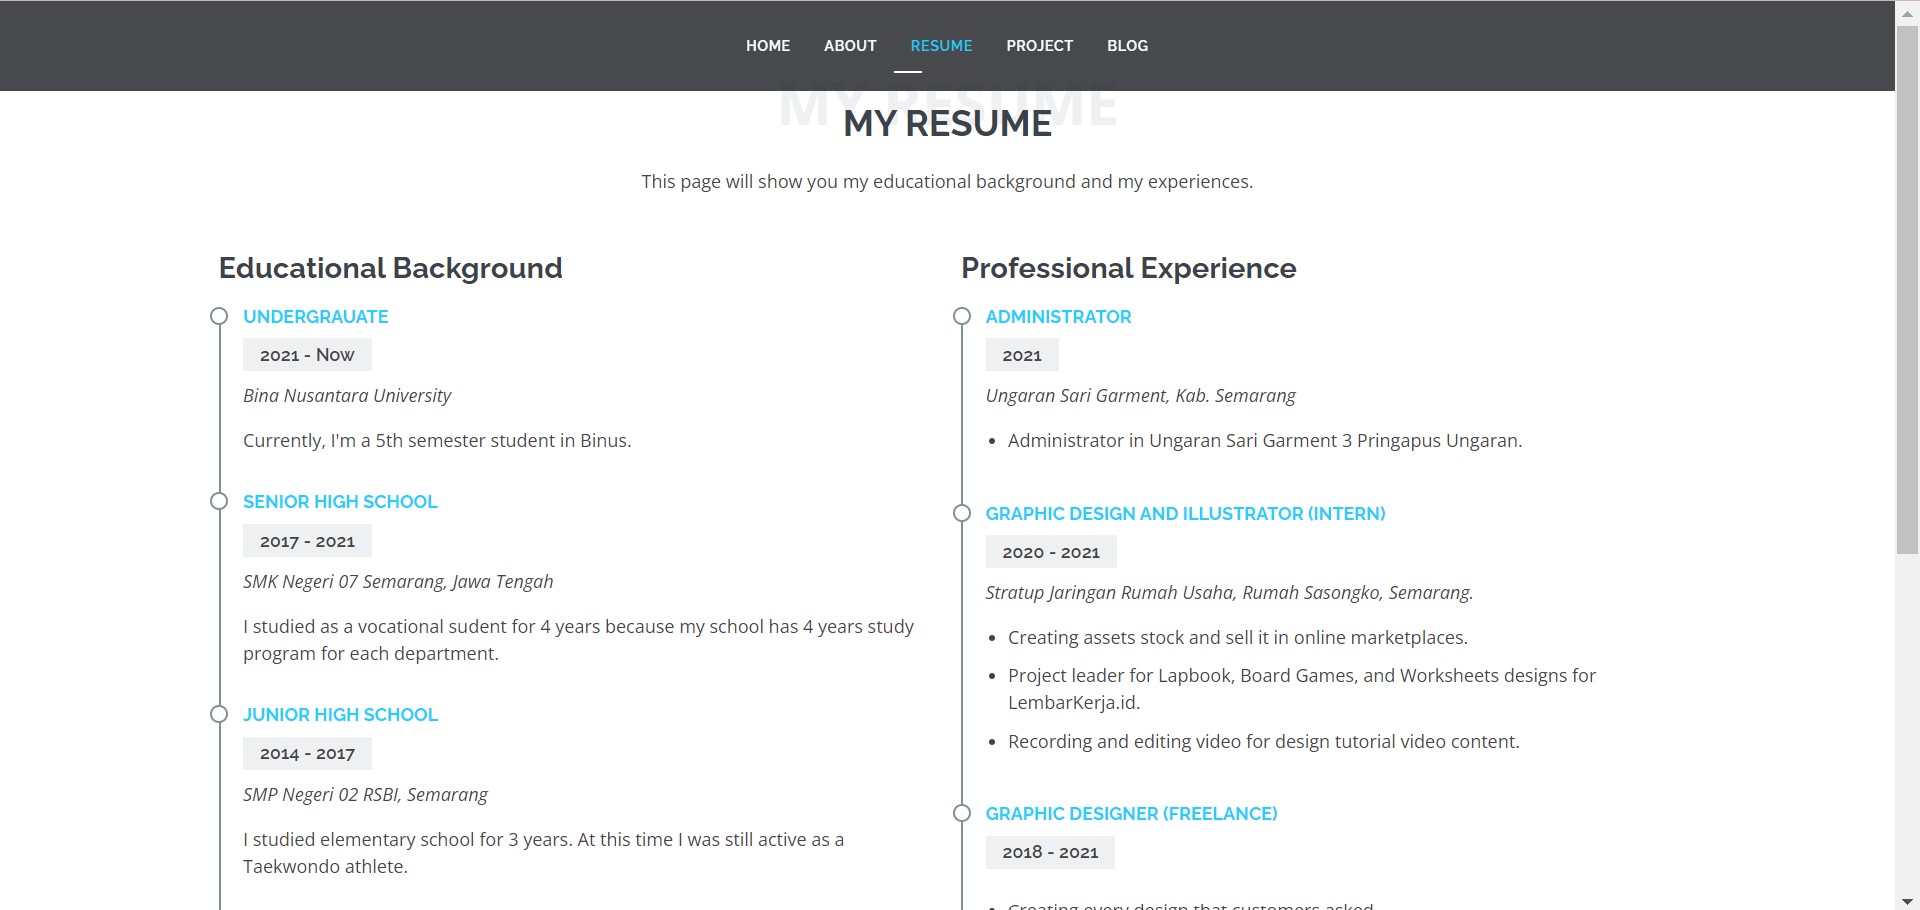 HOME ABOUT RESUME PROJECT BLOG
MY RESUME
MY RESUME
This page will show you my educational background and my experiences.
Educational Background
UNDERGRAUATE
2021 - Now
Bina Nusantara University
Currently, I'm a 5th semester student in Binus.
SENIOR HIGH SCHOOL
2017 - 2021
SMK Negeri 07 Semarang, Jawa Tengah
I studied as a vocational sudent for 4 years because my school has 4 years study
program for each department.
JUNIOR HIGH SCHOOL
2014 - 2017
SMP Negeri 02 RSBI, Semarang
I studied elementary school for 3 years. At this time I was still active as a
Taekwondo athlete.
Professional Experience
ADMINISTRATOR
2021
Ungaran Sari Garment, Kab. Semarang
• Administrator in Ungaran Sari Garment 3 Pringapus Ungaran.
GRAPHIC DESIGN AND ILLUSTRATOR (INTERN)
2020 - 2021
Stratup Jaringan Rumah Usaha, Rumah Sasongko, Semarang.
• Creating assets stock and sell it in online marketplaces.
• Project leader for Lapbook, Board Games, and Worksheets designs for
LembarKerja.id.
• Recording and editing video for design tutorial video content.
GRAPHIC DESIGNER (FREELANCE)
2018 - 2021
• Creating every design that customers asked